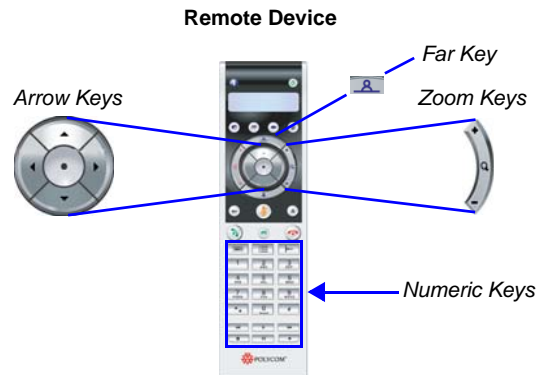 Remote Device
Far Key
Arrow Keys
Zoom Keys
Numeric Keys
POLYCOM